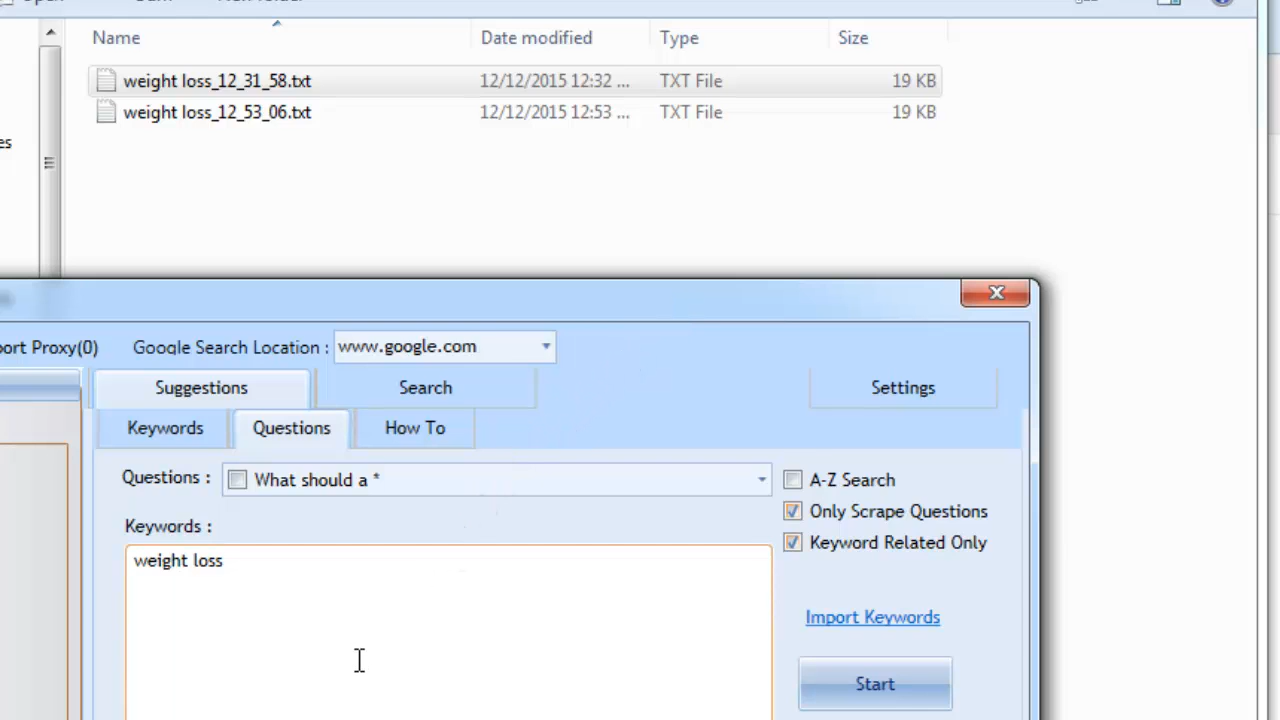 Name Date modified Type Size
weight loss_12_31_58.txt 12/12/2015 12:32 ... TXT File 19 KB
weight loss_12_53_06.txt 12/12/2015 12:53 ... TXT File 19 KB
es
ort Proxy(0) Google Search Location : www.google.com
Suggestions Search Settings
Keywords Questions How To
Questions : What should a * A-Z Search
Only Scrape Questions
Keywords : Keyword Related Only
weight loss
Import Keywords
Start